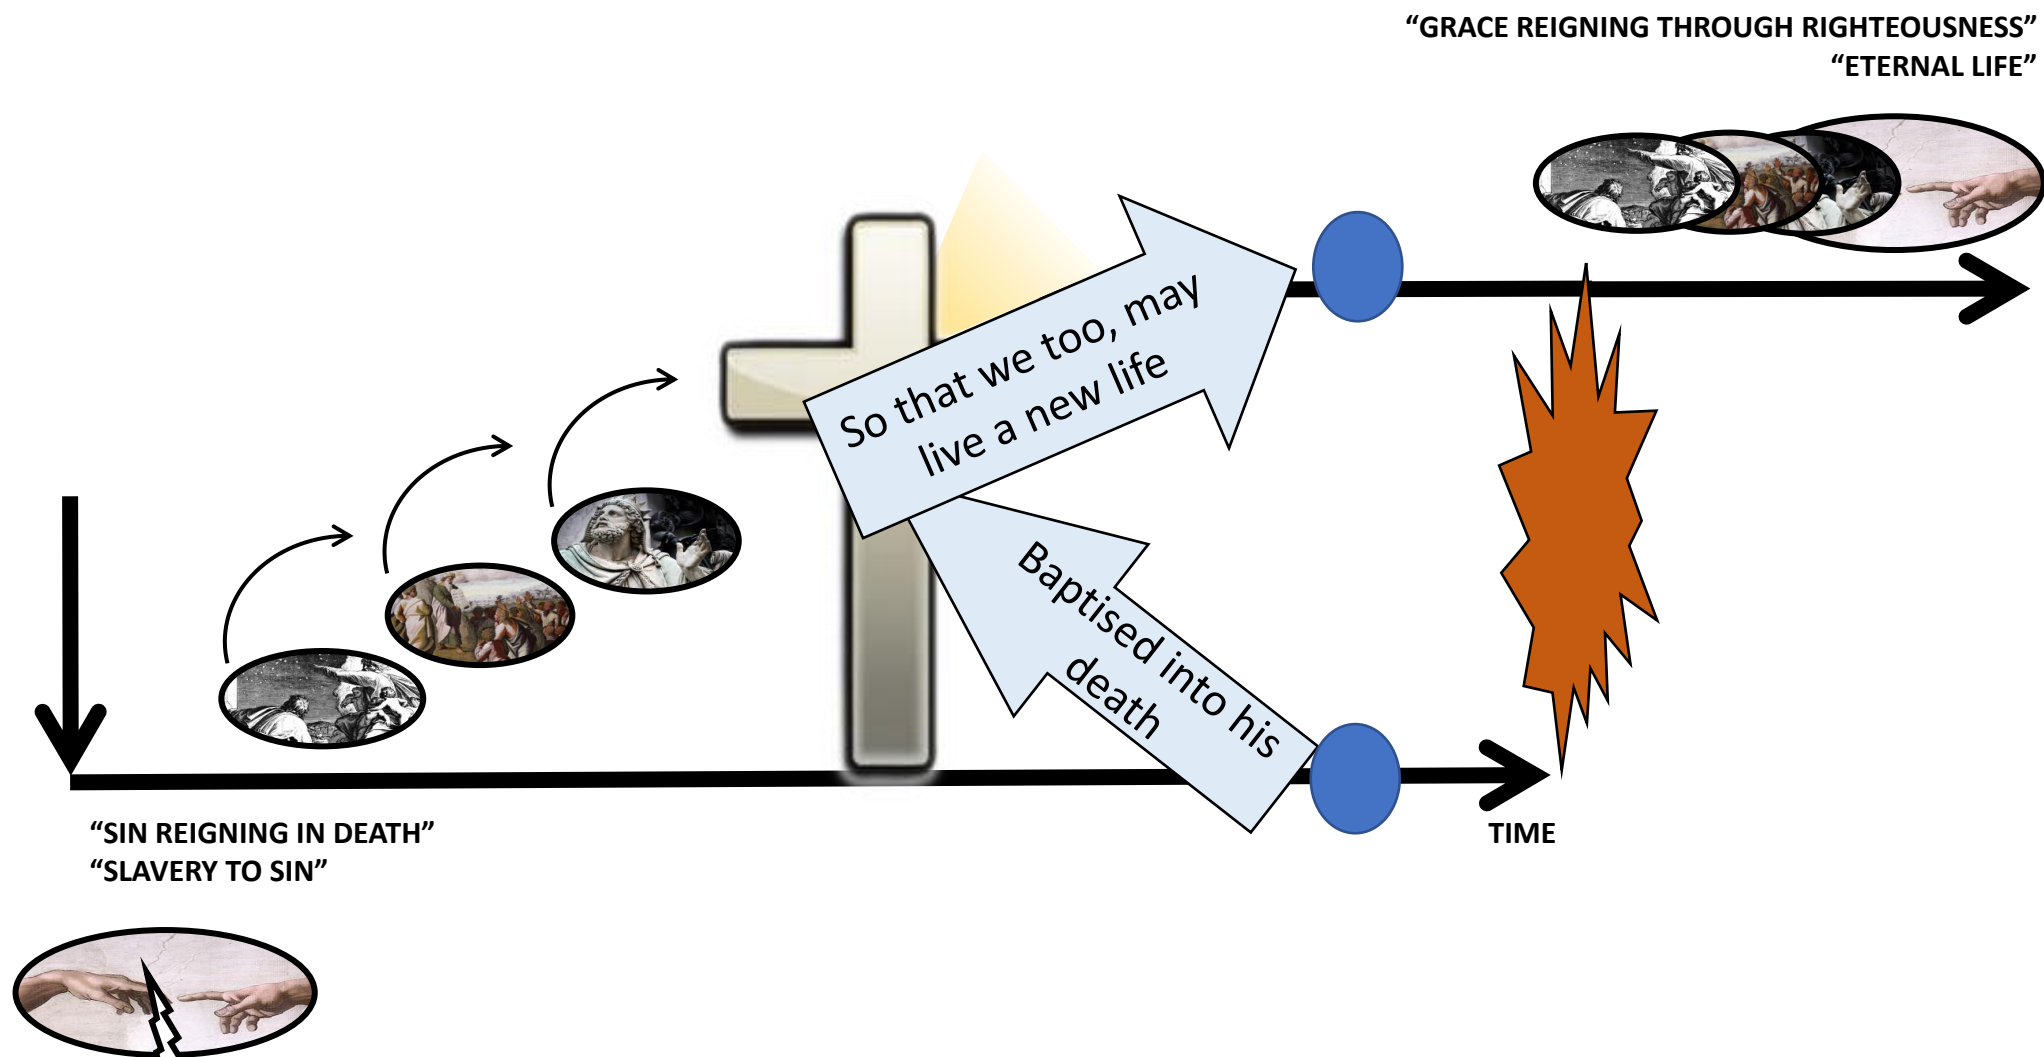 “GRACE REIGNING THROUGH RIGHTEOUSNESS”
“ETERNAL LIFE”
So that we too, may
live a new life
Baptised into his
death
“SIN REIGNING IN DEATH”
“SLAVERY TO SIN”
TIME